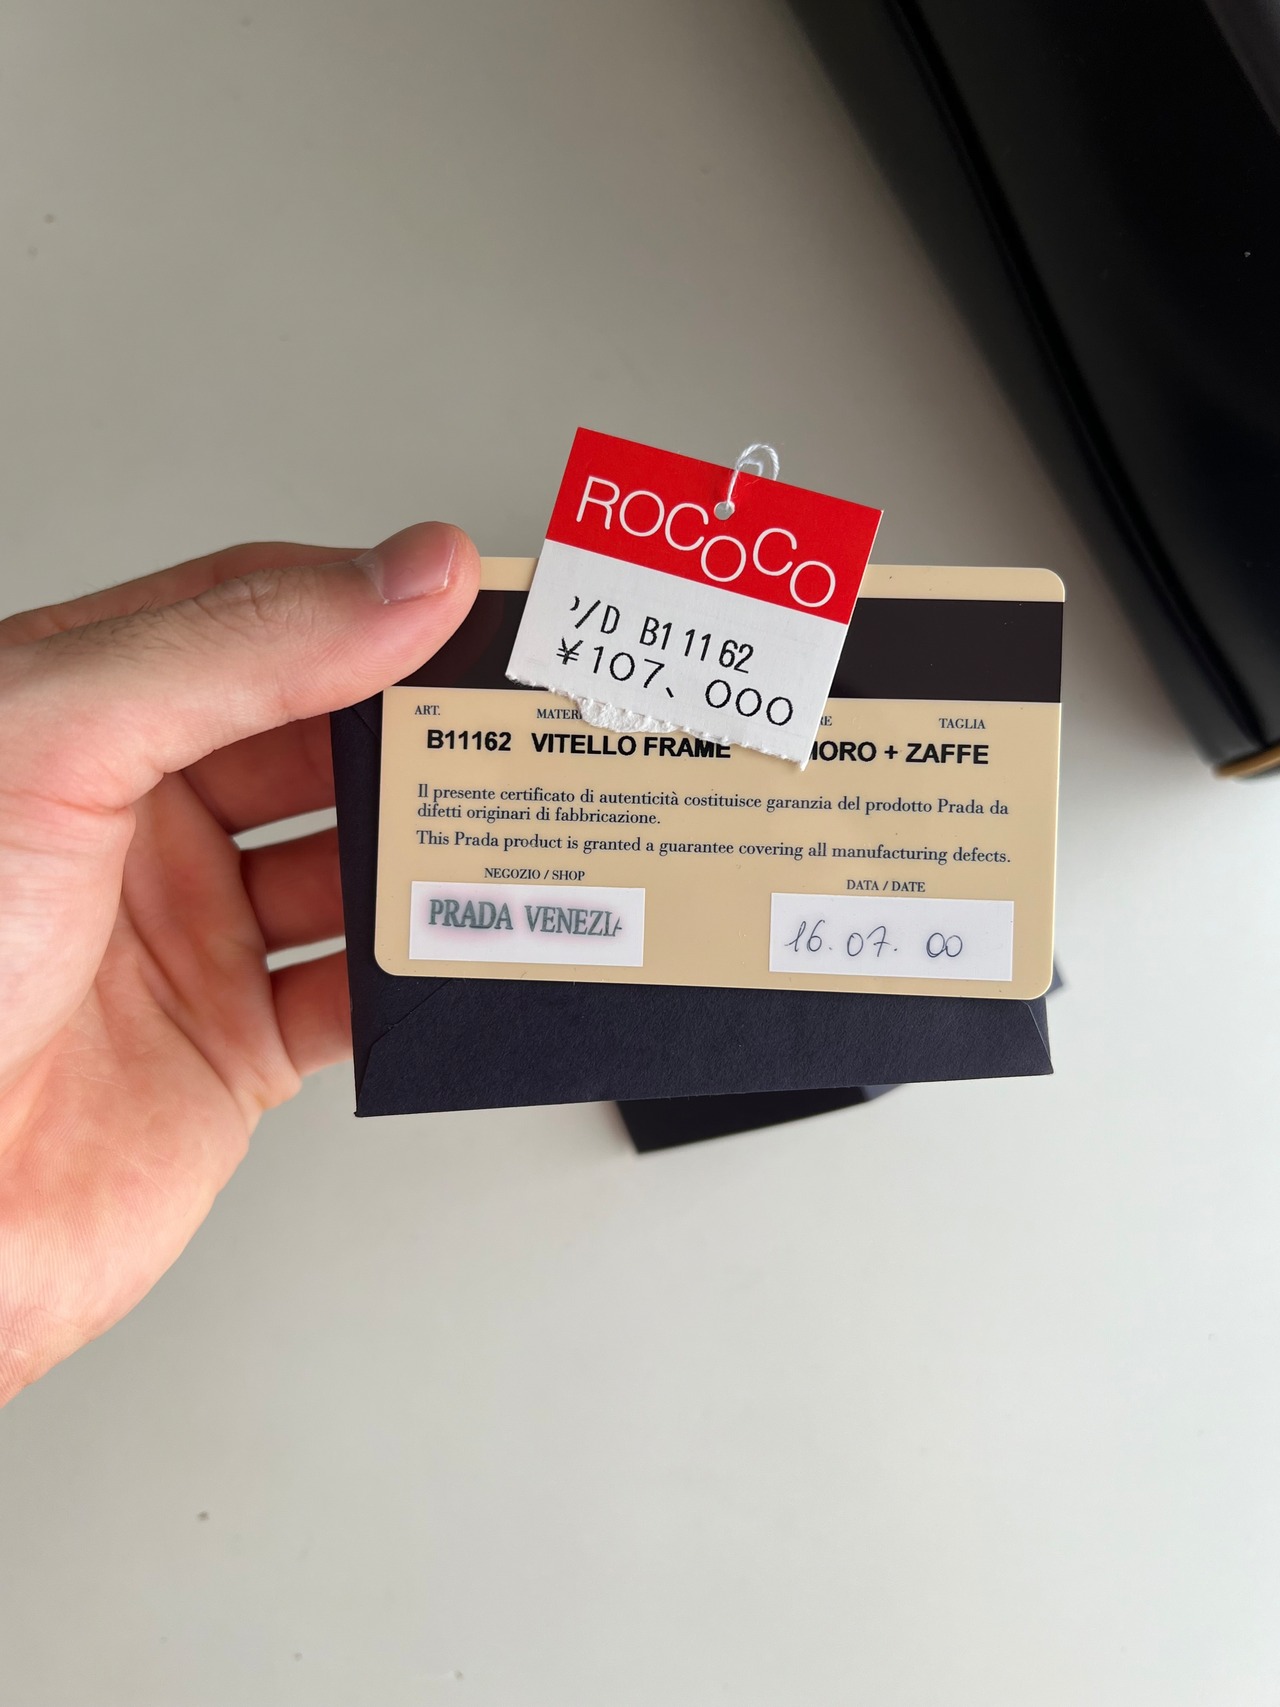 ROCOCO
/D B11162
¥107、000
ART.
TAGLIA
B11162 VITELLO FRAME + ZAFFE
Il presente certificato di autenticità costituisce garanzia del prodotto Prada da
difetti originari di fabbricazione.
This Prada product is granted a guarantee covering all manufacturing defects.
NEGOZIO / SHOP
DATA / DATE
PRADA VENEZIA
16.07.00